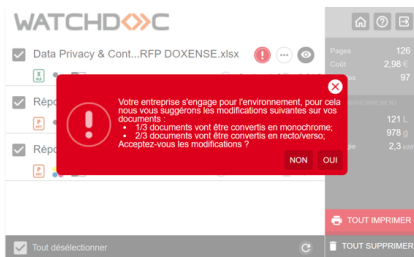 WATCHDOC
Data Privacy & Cont...RFP DOXENSE.xlsx
Pages 126
Coût 2,98 €
97
Répo
Votre entreprise s'engage pour l'environnement, pour cela
nous vous suggérons les modifications suivantes sur vos
documents :
• 1/3 documents vont être convertis en monochrome;
• 2/3 documents vont être convertis en recto/verso;
Acceptez-vous les modifications ?
NON OUI
121 L
978 g
Répo
2,3
TOUT IMPRIMER
Tout désélectionner
TOUT SUPPRIMER